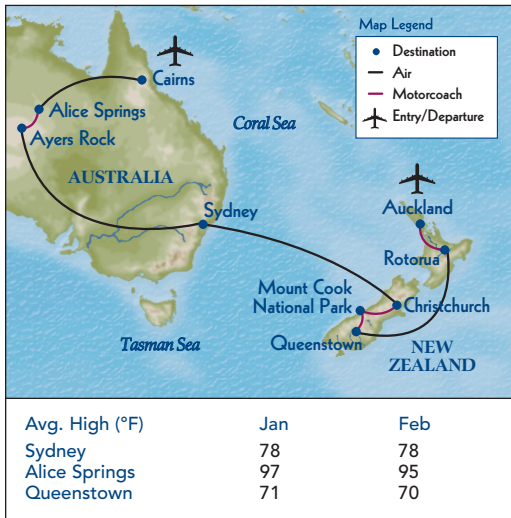 Map Legend
Destination
Air
Motorcoach
Entry/Departure
Cairns
Alice Springs
Ayers Rock
Coral Sea
AUSTRALIA
Sydney
Auckland
Rotorua
Mount Cook
National Park
Christchurch
Queenstown
Tasman Sea
NEW
ZEALAND
Avg. High (°F) Jan Feb
Sydney 78 78
Alice Springs 97 95
Queenstown 71 70